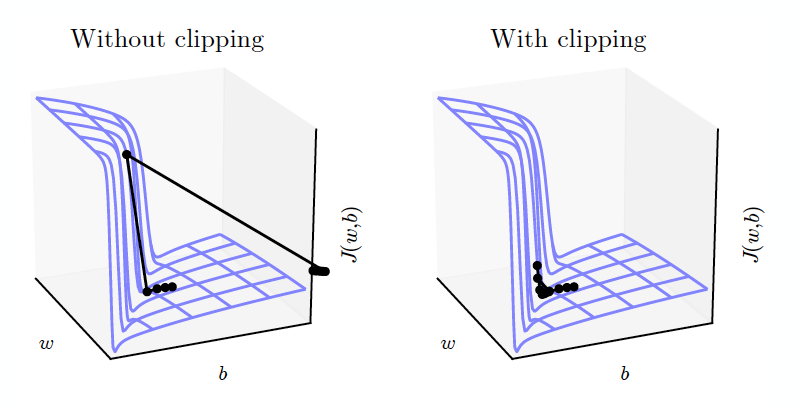 Without clipping
With clipping
J(w,b)
J(w,b)
w
w
b
b